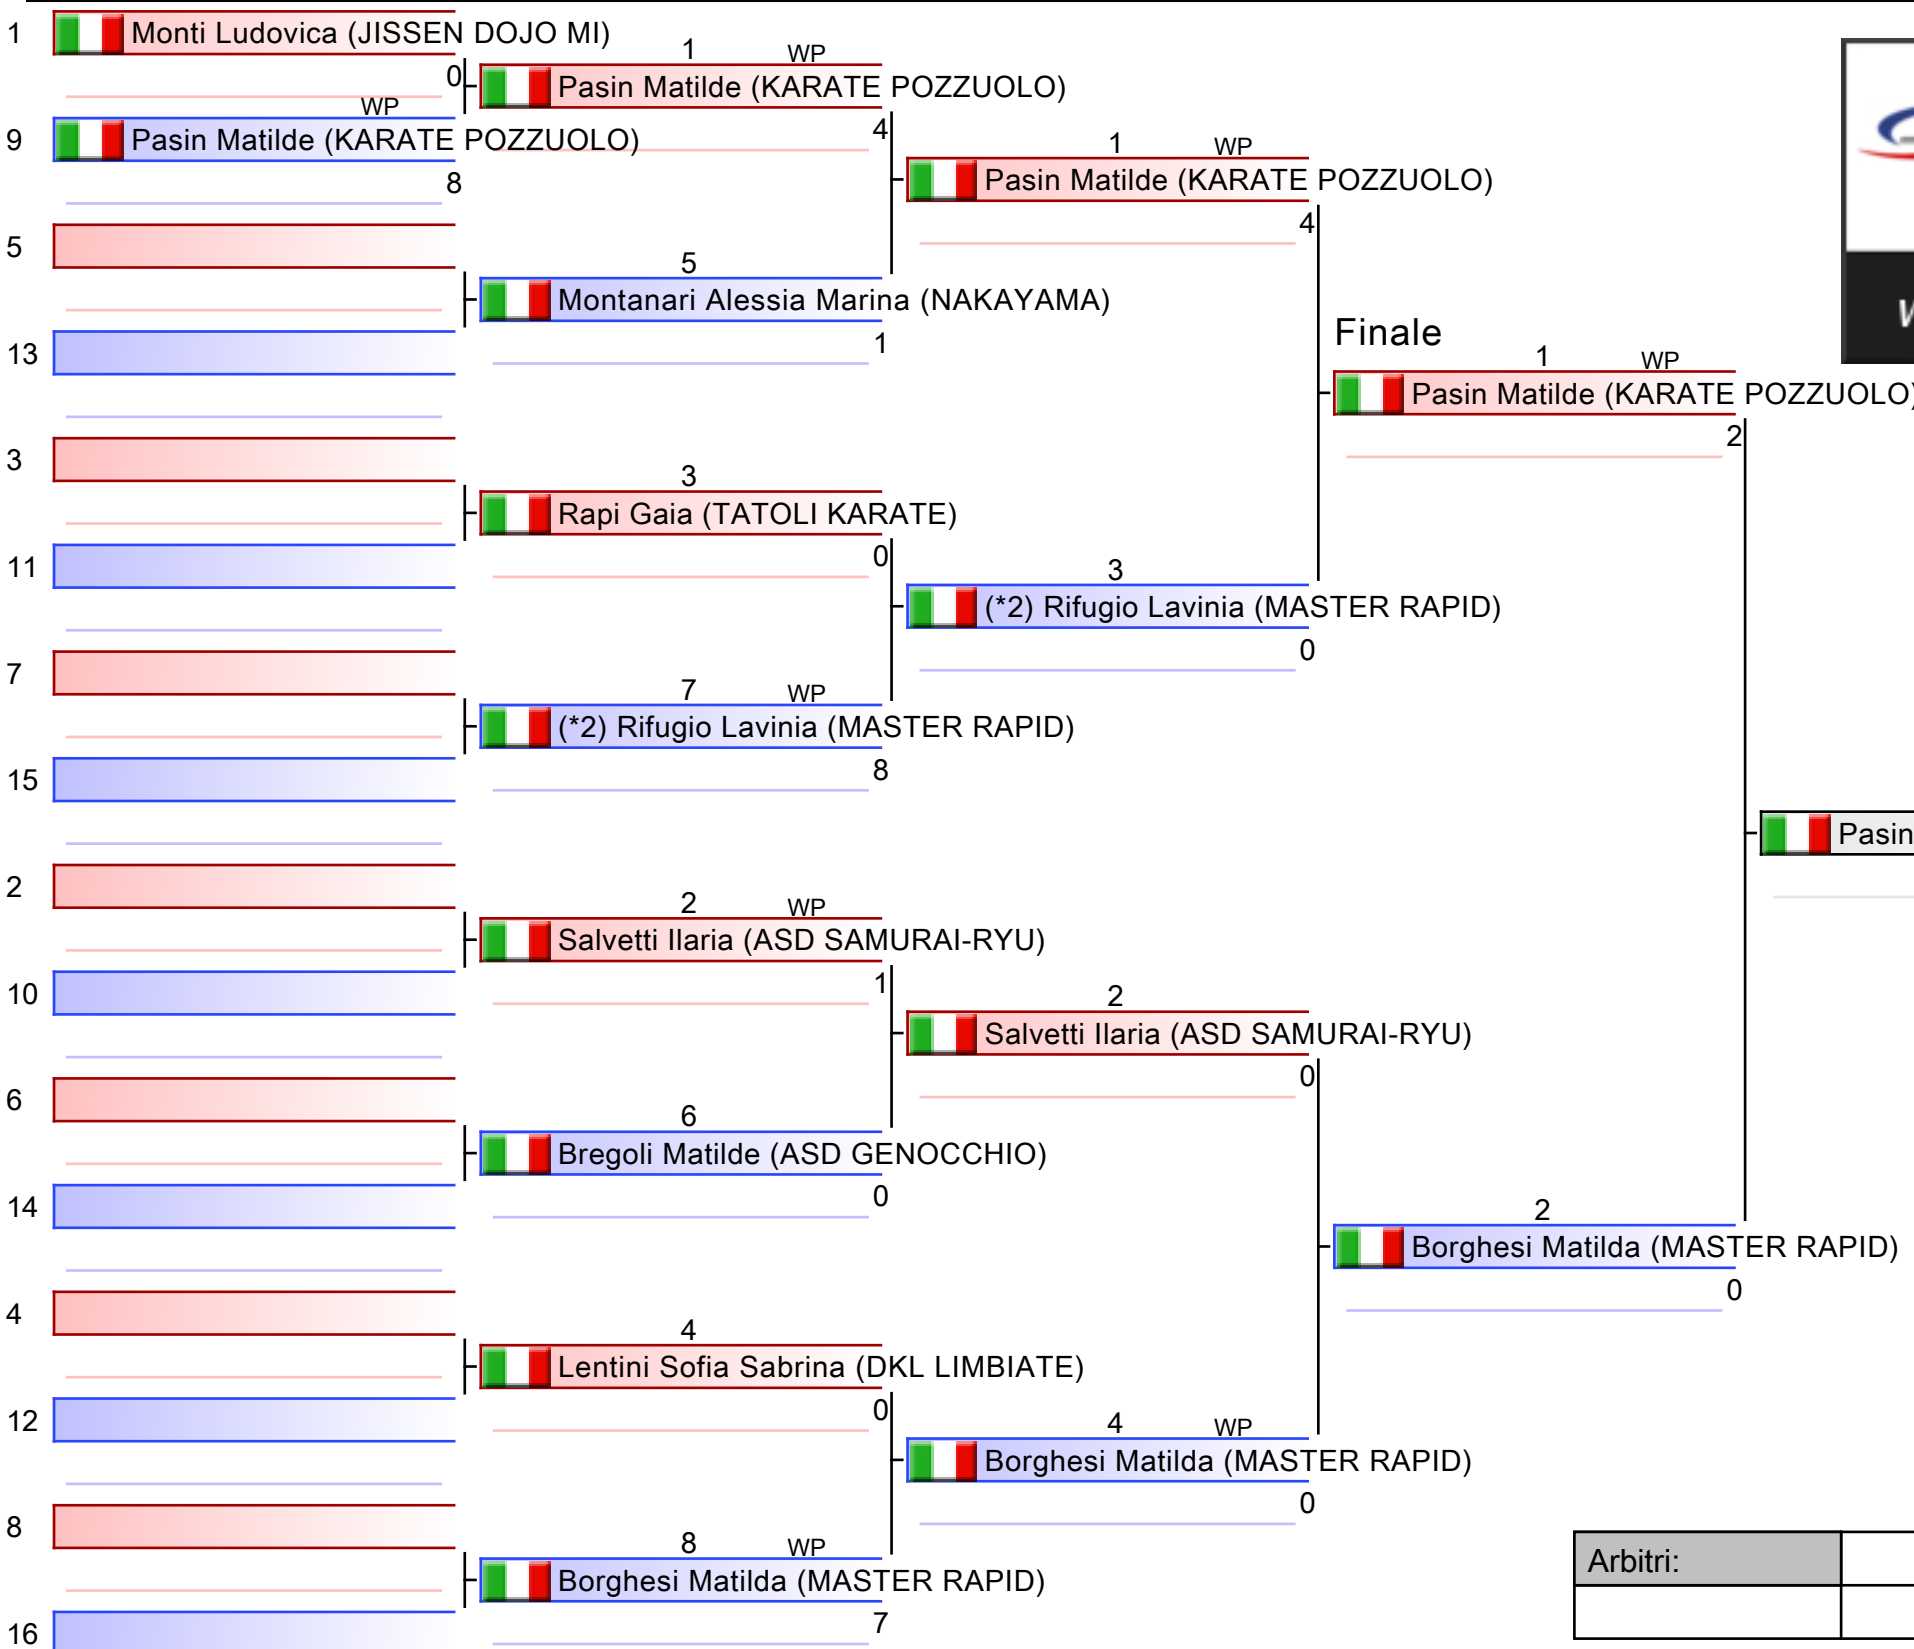 1 Monti Ludovica (JISSEN DOJO MI)
0
1 WP
Pasin Matilde (KARATE POZZUOLO)
4
WP
9 Pasin Matilde (KARATE POZZUOLO)
8
1 WP
Pasin Matilde (KARATE POZZUOLO)
4
5
5
Montanari Alessia Marina (NAKAYAMA)
1
13
Finale
1 WP
Pasin Matilde (KARATE POZZUOLO)
2
3
3
Rapi Gaia (TATOLI KARATE)
0
11
3
(*2) Rifugio Lavinia (MASTER RAPID)
0
7
7 WP
(*2) Rifugio Lavinia (MASTER RAPID)
8
15
Pasin
2
2 WP
Salvetti Ilaria (ASD SAMURAI-RYU)
1
10
2
Salvetti Ilaria (ASD SAMURAI-RYU)
0
6
6
Bregoli Matilde (ASD GENOCCHIO)
0
14
2
Borghesi Matilda (MASTER RAPID)
0
4
4
Lentini Sofia Sabrina (DKL LIMBIATE)
0
12
4 WP
Borghesi Matilda (MASTER RAPID)
0
8
8 WP
Borghesi Matilda (MASTER RAPID)
7
16
Arbitri: